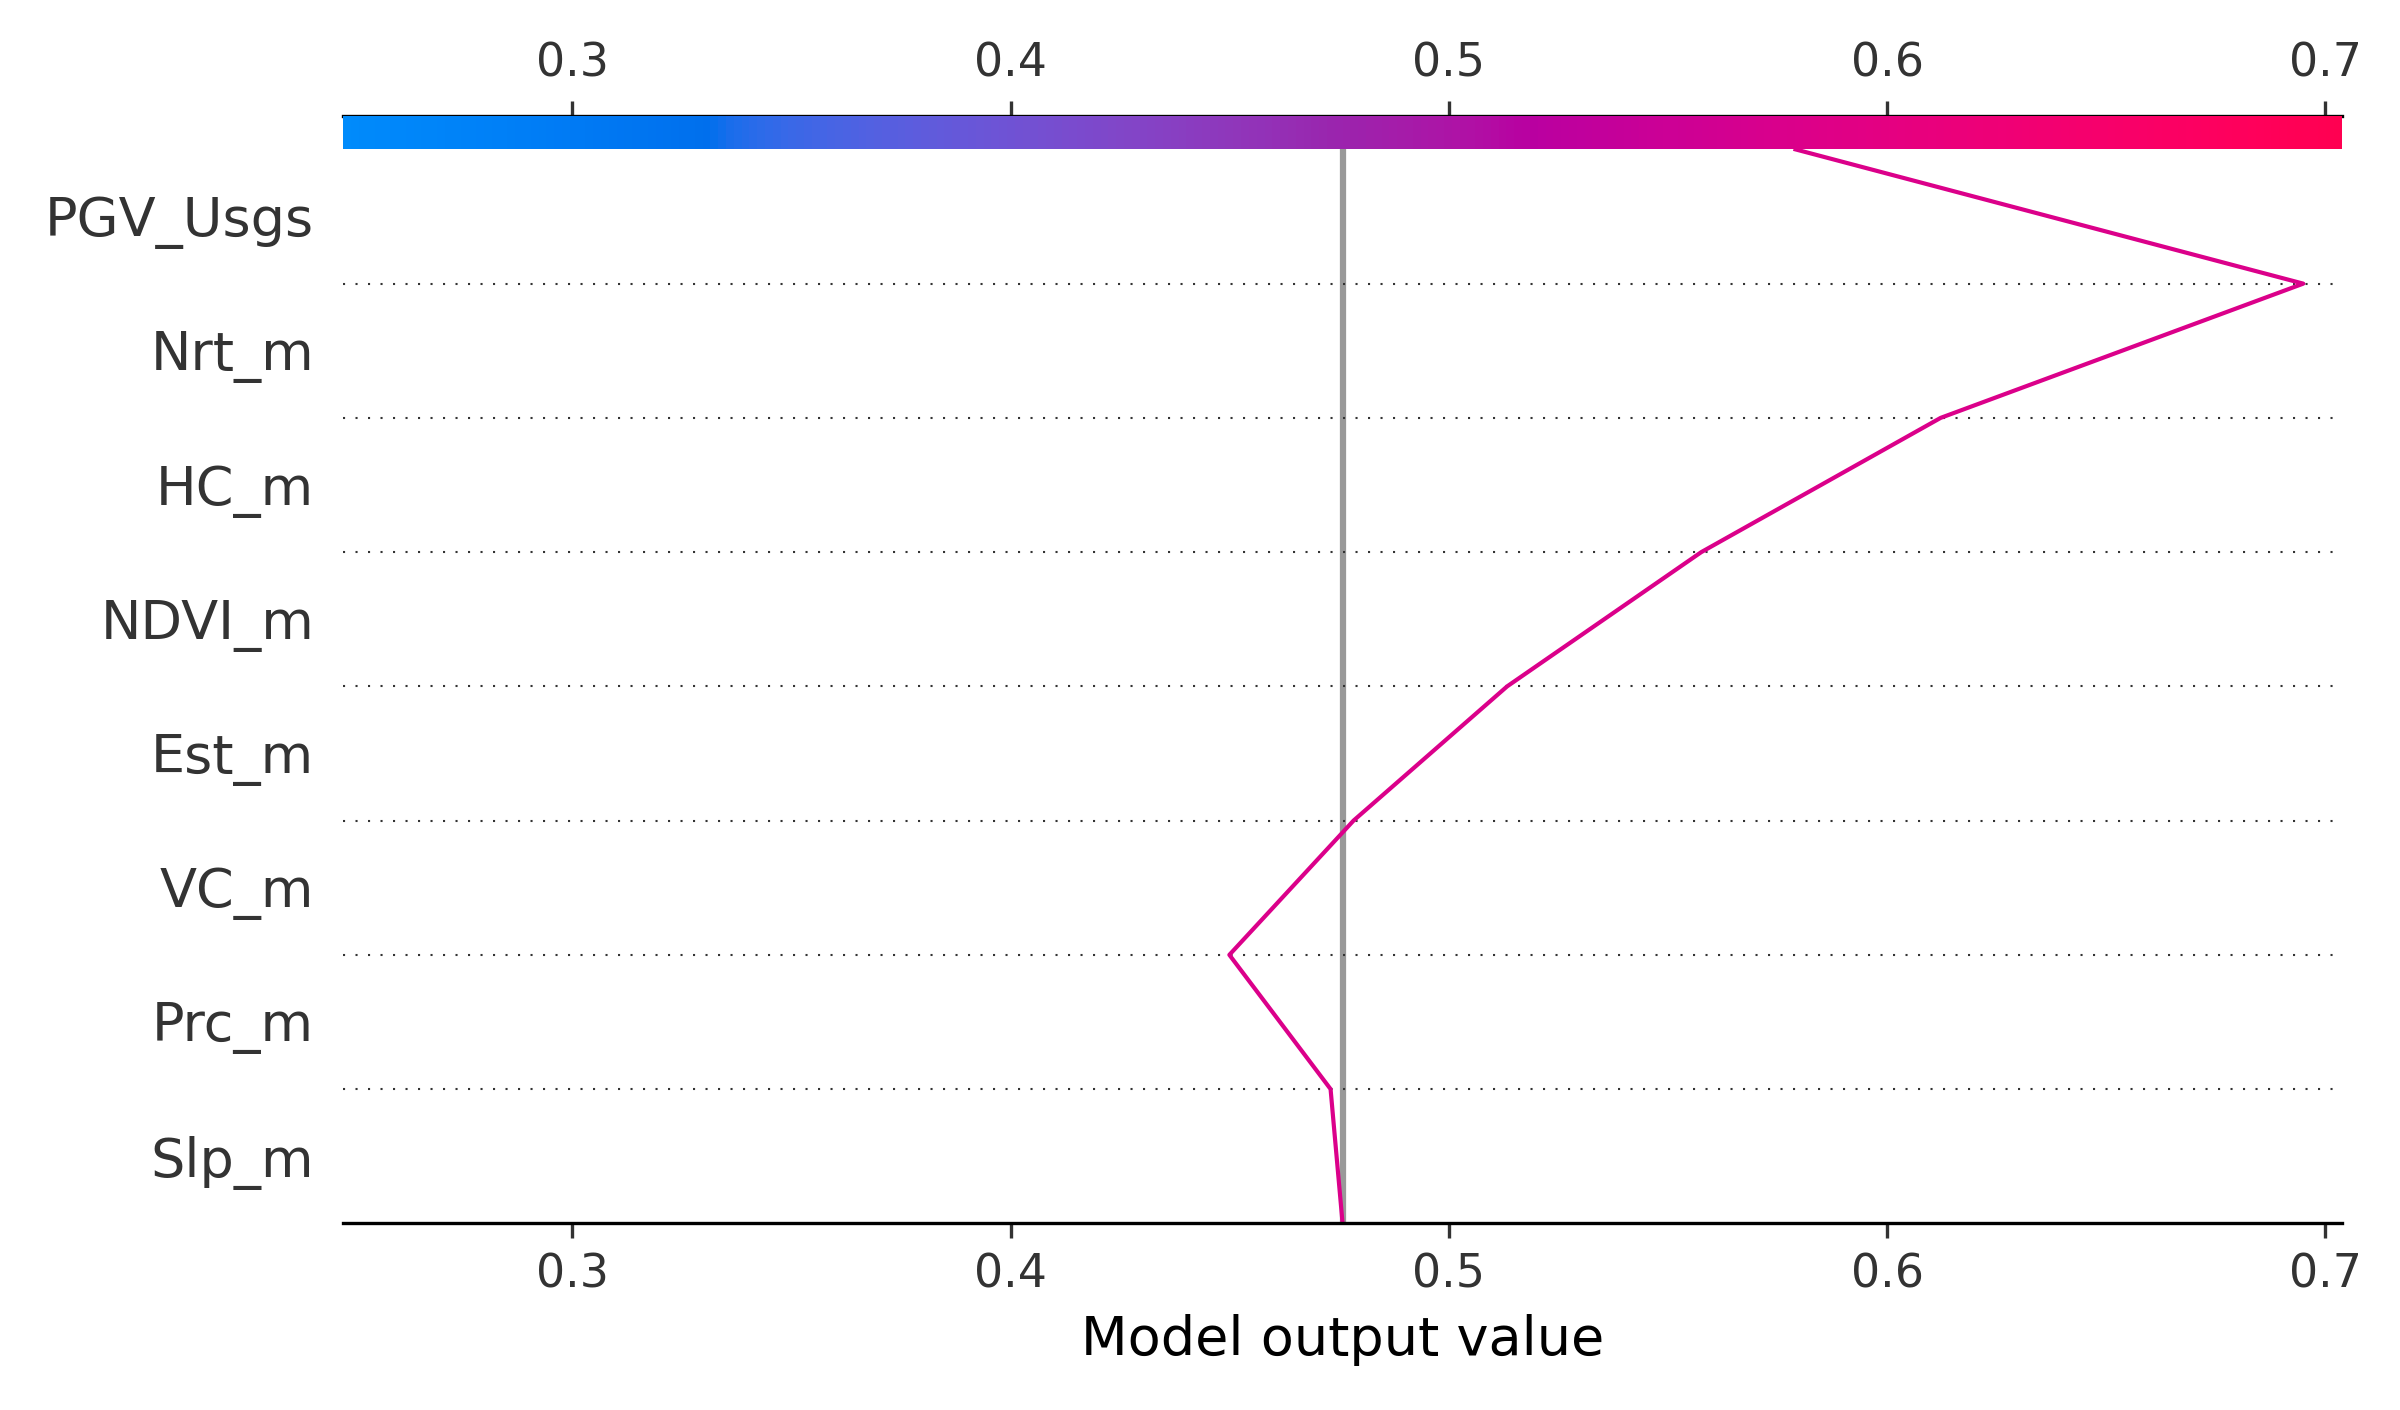 0.3 0.4 0.5 0.6 0.7
PGV_Usgs
Nrt_m
HC_m
NDVI_m
Est_m
VC_m
Prc_m
Slp_m
0.3 0.4 0.5 0.6 0.7
Model output value